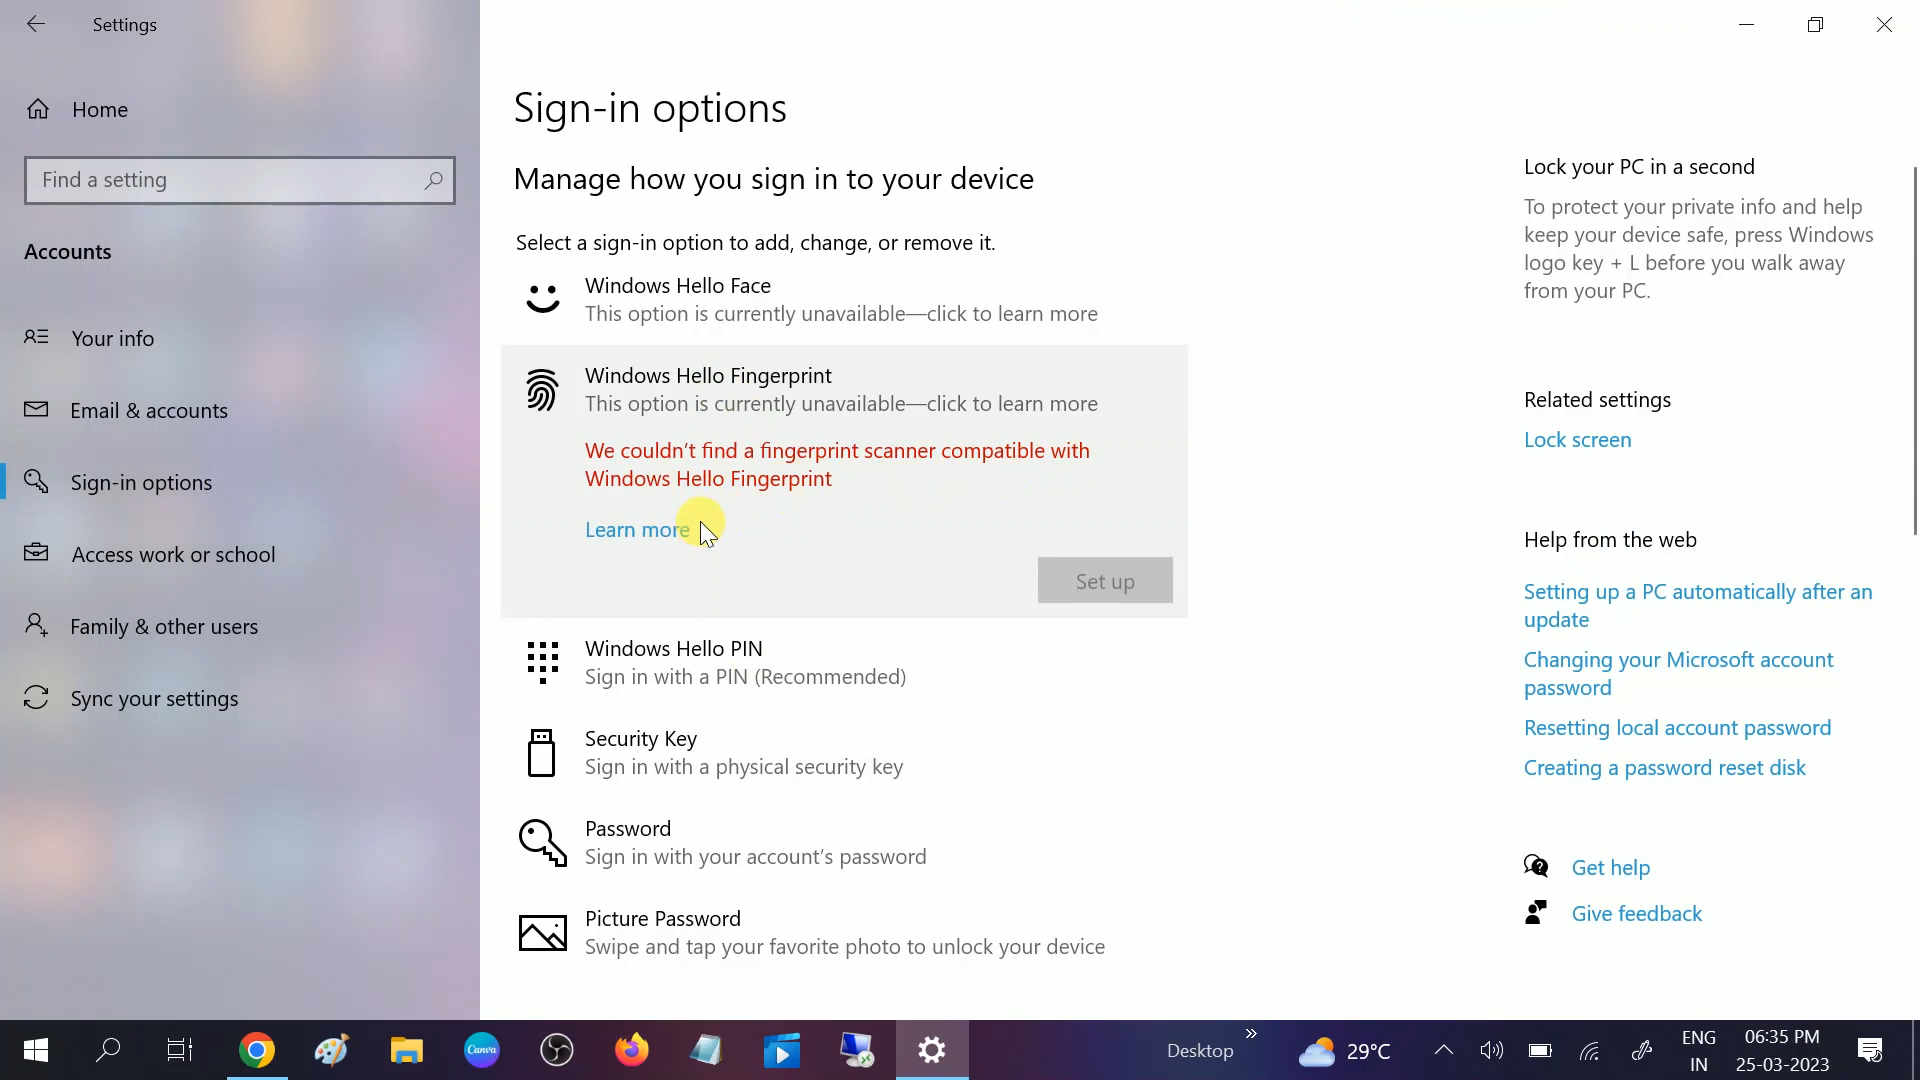 Settings
Home
Find a setting
Accounts
Your info
Email & accounts
Sign-in options
Access work or school
Family & other users
Sync your settings
Sign-in options
Manage how you sign in to your device
Select a sign-in option to add, change, or remove it.
Windows Hello Face
This option is currently unavailable—click to learn more
Windows Hello Fingerprint
This option is currently unavailable—click to learn more
We couldn't find a fingerprint scanner compatible with
Windows Hello Fingerprint
Learn more
Set up
Windows Hello PIN
Sign in with a PIN (Recommended)
Security Key
Sign in with a physical security key
Password
Sign in with your account's password
Picture Password
Swipe and tap your favorite photo to unlock your device
Lock your PC in a second
To protect your private info and help
keep your device safe, press Windows
logo key + L before you walk away
from your PC.
Related settings
Lock screen
Help from the web
Setting up a PC automatically after an
update
Changing your Microsoft account
password
Resetting local account password
Creating a password reset disk
Get help
Give feedback
Canva
Desktop
29°C
ENG
IN
06:35 PM
25-03-2023